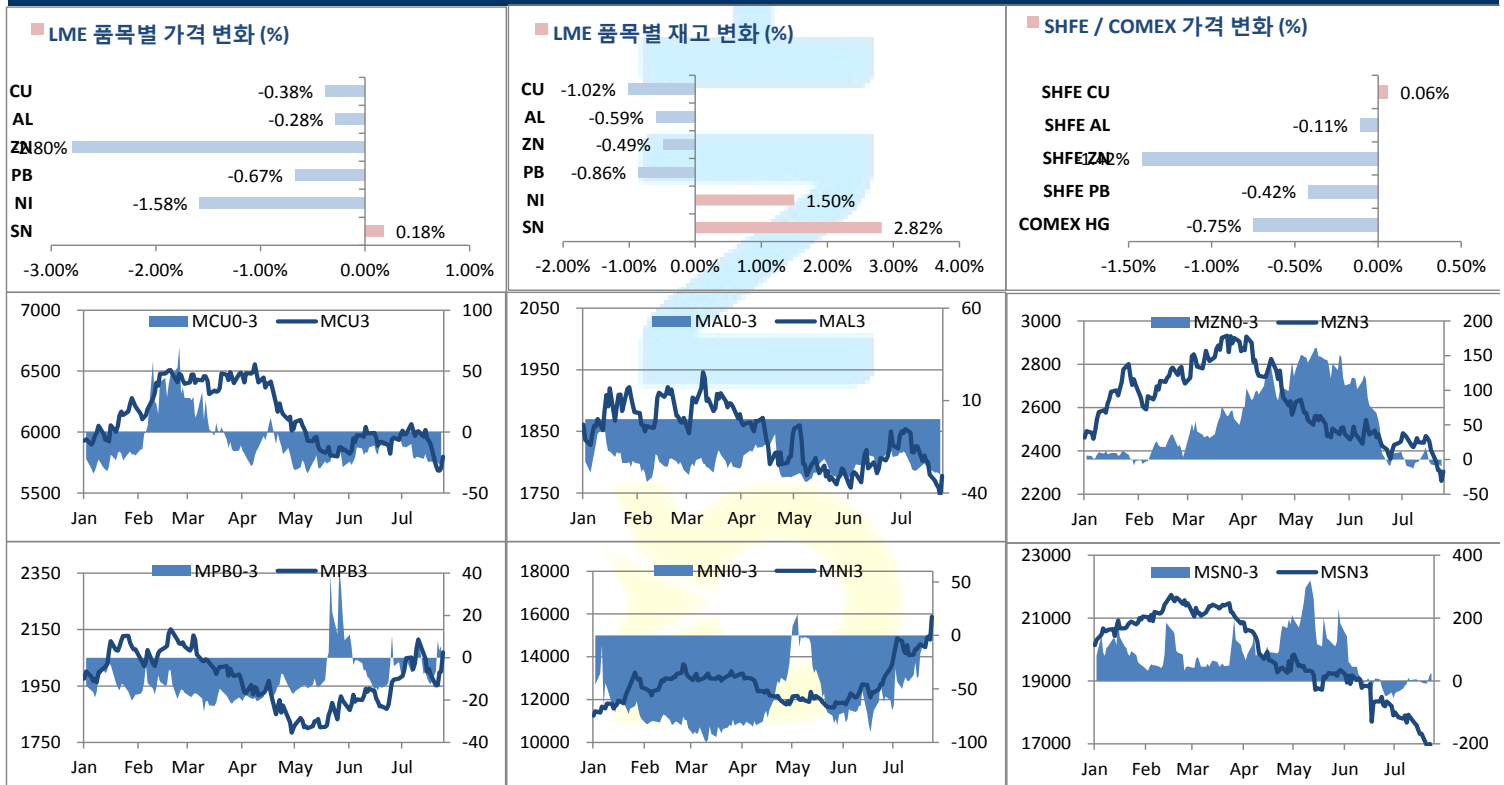 LME 품목별 가격 변화 (%)
CU -0.38%
AL -0.28%
ZN -2.80%
PB -0.67%
NI -1.58%
SN 0.18%
-3.00% -2.00% -1.00% 0.00% 1.00%
LME 품목별 재고 변화 (%)
CU -1.02%
AL -0.59%
ZN -0.49%
PB -0.86%
NI 1.50%
SN 2.82%
-2.00% -1.00% 0.00% 1.00% 2.00% 3.00% 4.00%
SHFE / COMEX 가격 변화 (%)
SHFE CU 0.06%
SHFE AL -0.11%
SHFE ZN -1.42%
SHFE PB -0.42%
COMEX HG -0.75%
-1.50% -1.00% -0.50% 0.00% 0.50%
MCU0-3 MCU3
7000 100
6500 50
6000 0
5500 -50
Jan Feb Mar Apr May Jun Jul
MAL0-3 MAL3
2050 60
1950 10
1850
1750 -40
Jan Feb Mar Apr May Jun Jul
MZN0-3 MZN3
3000 200
2800 150
2600 100
2400 50
2200 0
-50
Jan Feb Mar Apr May Jun Jul
MPB0-3 MPB3
2350 40
2150 20
1950 0
1750 -20
-40
Jan Feb Mar Apr May Jun Jul
MNI0-3 MNI3
18000 50
16000 0
14000 -50
12000 -100
10000
Jan Feb Mar Apr May Jun Jul
MSN0-3 MSN3
23000 400
21000 200
19000 0
17000 -200
Jan Feb Mar Apr May Jun Jul